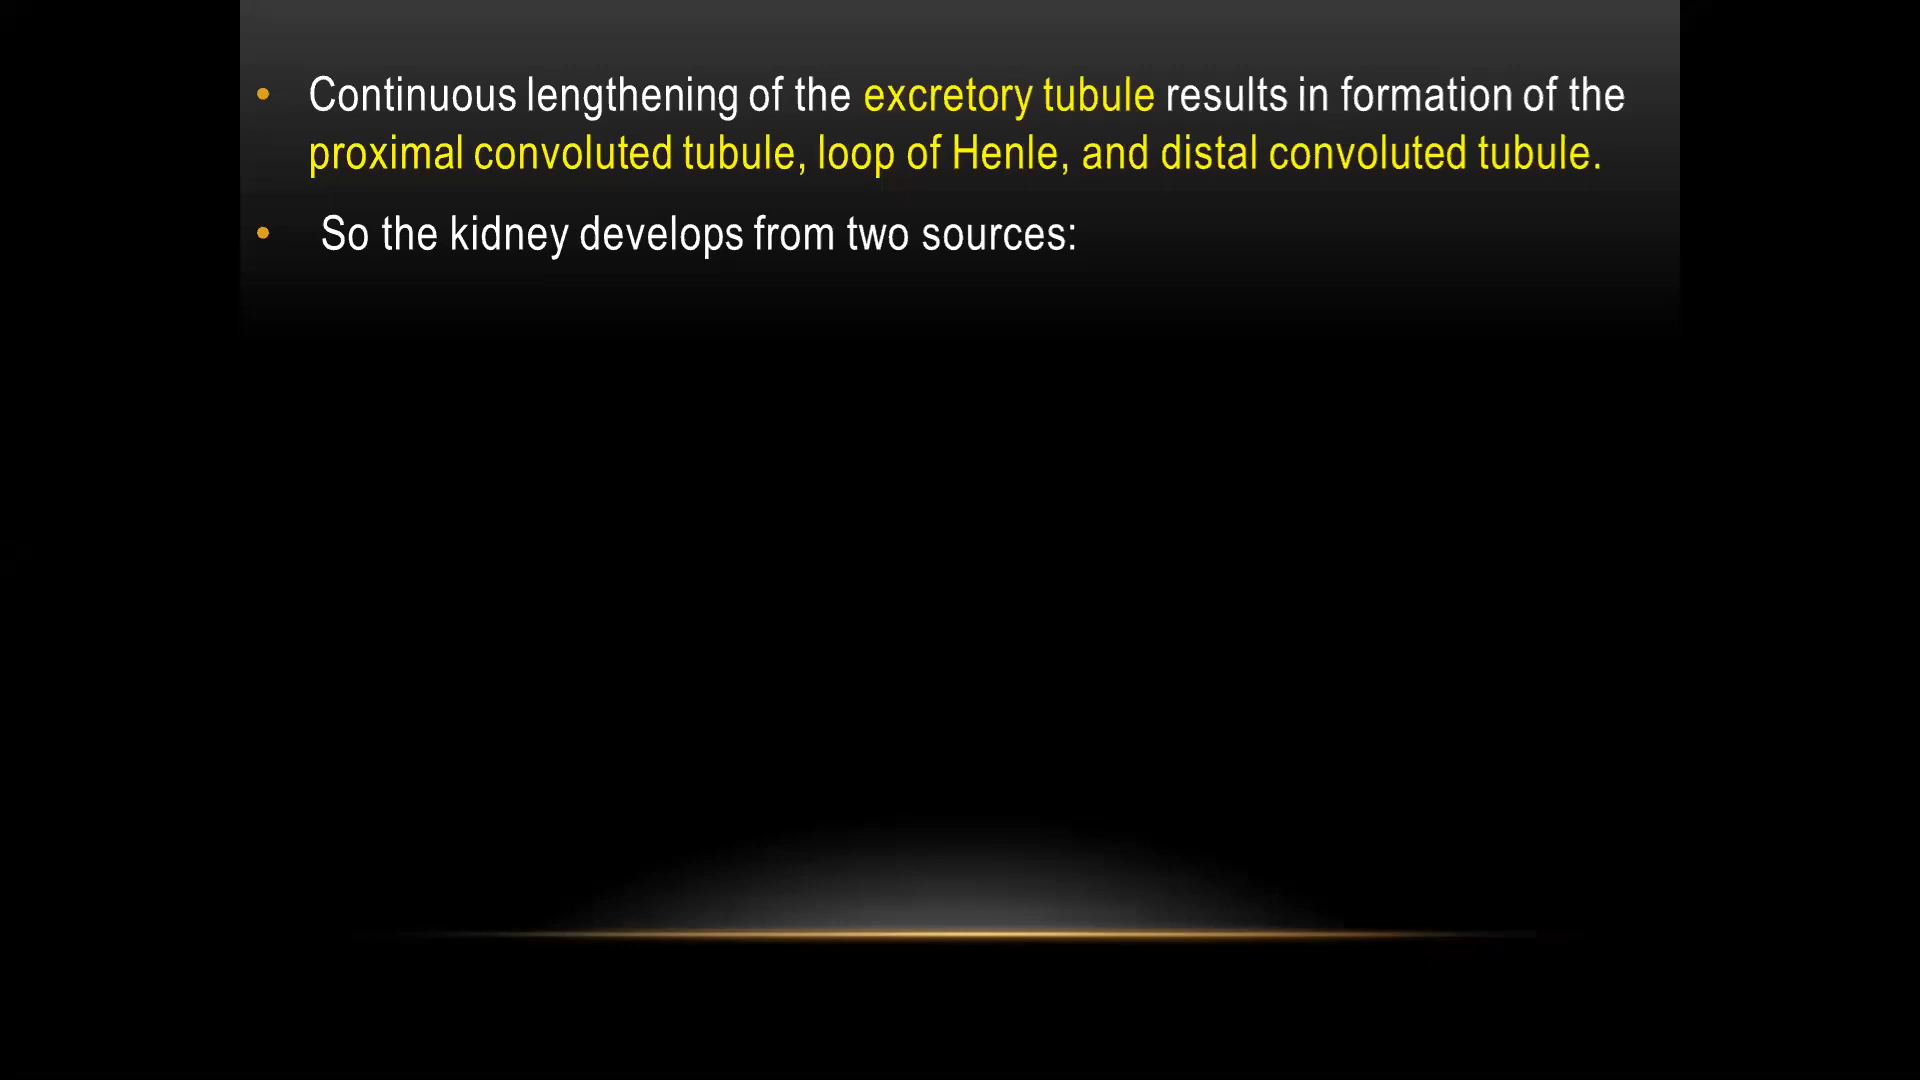 • Continuous lengthening of the excretory tubule results in formation of the
proximal convoluted tubule, loop of Henle, and distal convoluted tubule.
• So the kidney develops from two sources: